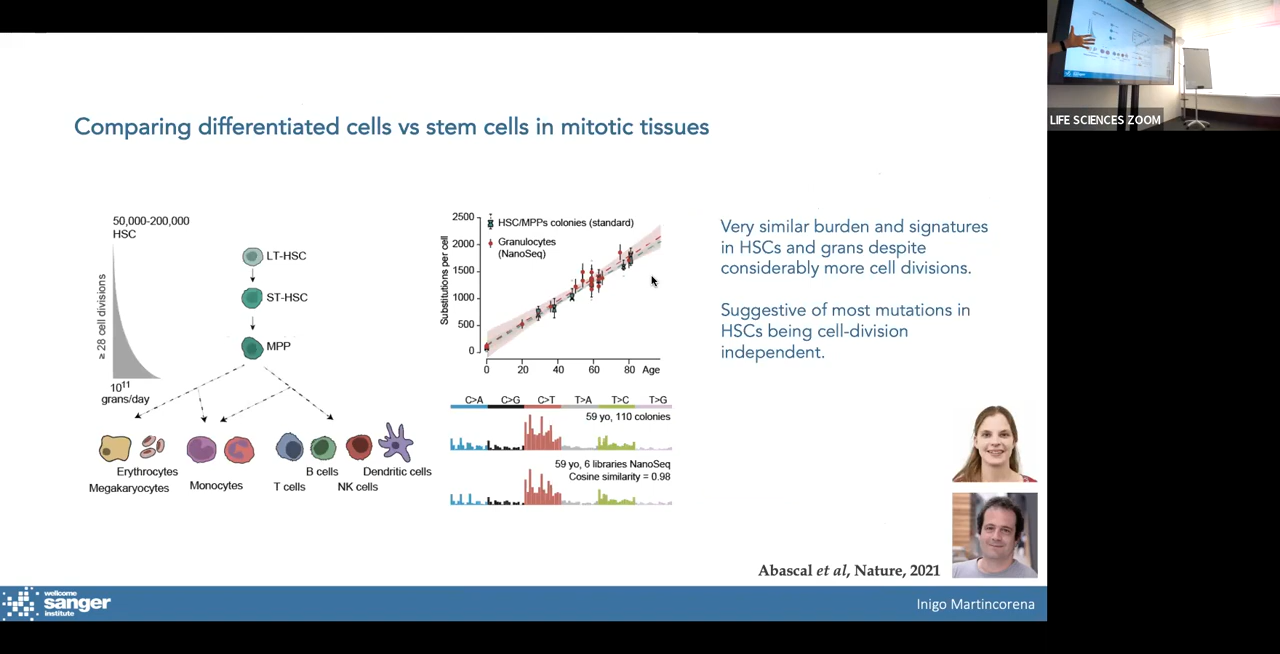 Comparing differentiated cells vs stem cells in mitotic tissues
50,000-200,000
HSC
≥ 28 cell divisions
10¹¹
grans/day
LT-HSC
ST-HSC
MPP
Erythrocytes
Megakaryocytes
Monocytes
B cells
T cells
Dendritic cells
NK cells
Substitutions per cell
2500
2000
1500
1000
500
0
HSC/MPPs colonies (standard)
Granulocytes
(NanoSeq)
0 20 40 60 80 Age
C>A C>G C>T T>A T>C T>G
59 yo, 110 colonies
59 yo, 6 libraries NanoSeq
Cosine similarity = 0.98
Very similar burden and signatures
in HSCs and grans despite
considerably more cell divisions.
Suggestive of most mutations in
HSCs being cell-division
independent.
Abascal et al, Nature, 2021
wellcome
sanger
institute
Inigo Martincorena
LIFE SCIENCES ZOOM